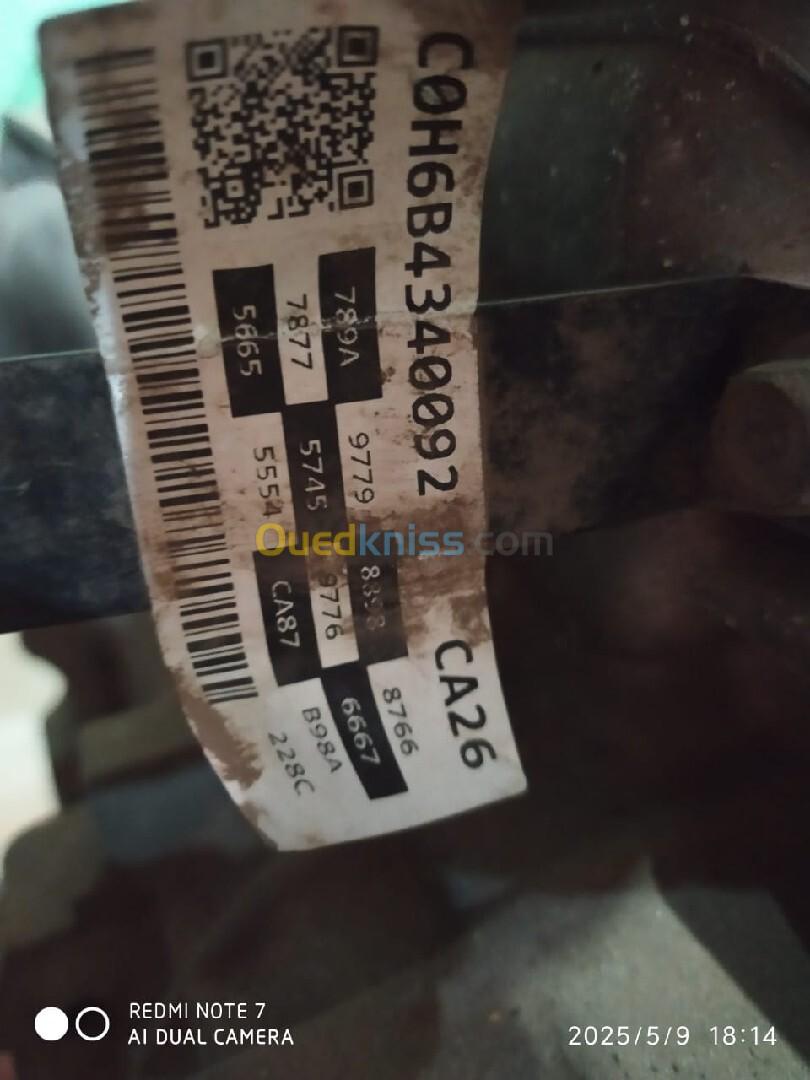 C0H6B4340092 CA26
789A 9779 8398 8766
7877 5745 9776 6667
5665 5554 CA87 B98A
228C
Ouedkniss.com
REDMI NOTE 7
AI DUAL CAMERA
2025/5/9 18:14